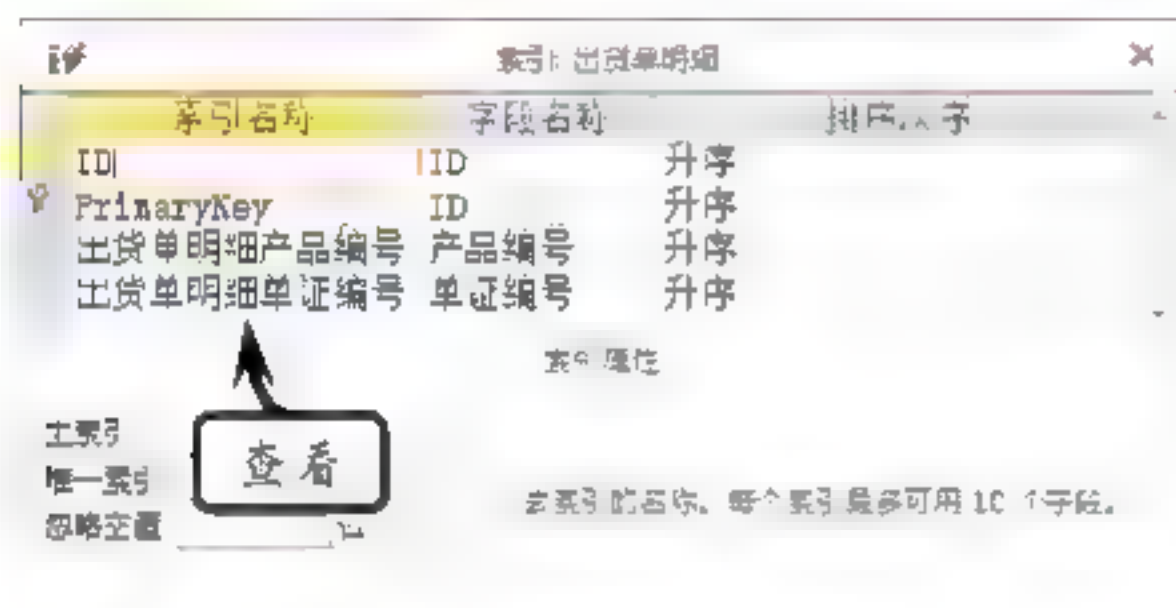 索引: 出货单明细
索引名称 字段名称 排序次序
ID ID 升序
PrimaryKey ID 升序
出货单明细产品编号 产品编号 升序
出货单明细单证编号 单证编号 升序
索引属性
主索引
唯一索引
忽略空值
查看
索引的名称。每个索引最多可用 10 个字段。